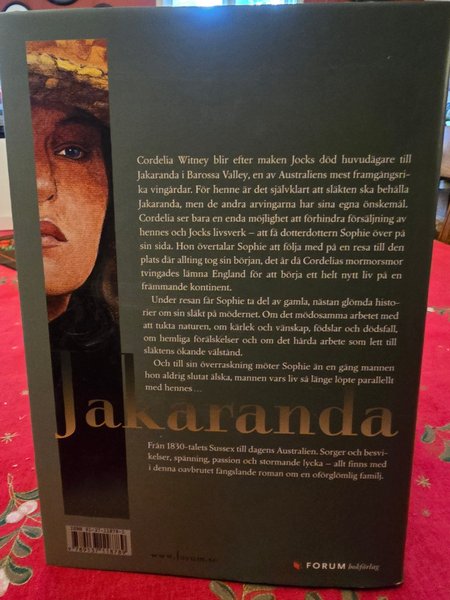 Cordelia Witney blir efter maken Jocks död huvudägare till
Jakaranda i Barossa Valley, en av Australiens mest framgångsri-
ka vingårdar. För henne är det självklart att släkten ska behålla
Jakaranda, men de andra arvingarna har sina egna önskemål.
Cordelia ser bara en enda möjlighet att förhindra försäljning av
hennes och Jocks livsverk – att få dotterdottern Sophie över på
sin sida. Hon övertalar Sophie att följa med på en resa till den
plats där allting tog sin början, det är då Cordelias mormorsmor
tvingades lämna England för att börja ett helt nytt liv på en
främmande kontinent.
Under resan får Sophie ta del av gamla, nästan glömda histo-
rier om sin släkt på mödernet. Om det mödosamma arbetet med
att tukta naturen, om kärlek och vänskap, födslar och dödsfall,
om hemliga förälskelser och om det hårda arbete som lett till
släktens ökande välstånd.
Och till sin överraskning möter Sophie än en gång mannen
hon aldrig slutat älska, mannen vars liv så länge löpte parallellt
med hennes…
Jakaranda
Från 1830-talets Sussex till dagens Australien. Sorger och besvi-
kelser, spänning, passion och stormande lycka – allt finns med
i denna oavbrutet fängslande roman om en oförglömlig familj.
www.forum.se
FORUM bokförlag